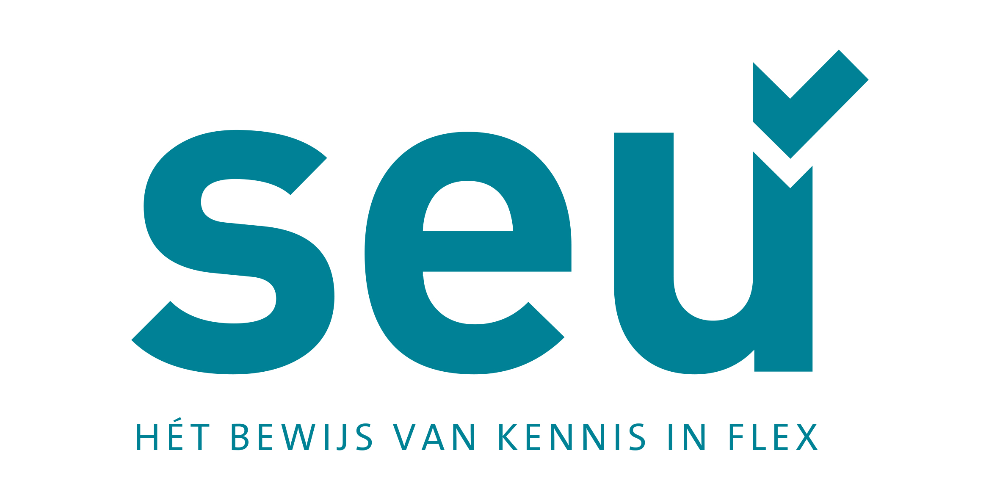 seu
HÉT BEWIJS VAN KENNIS IN FLEX